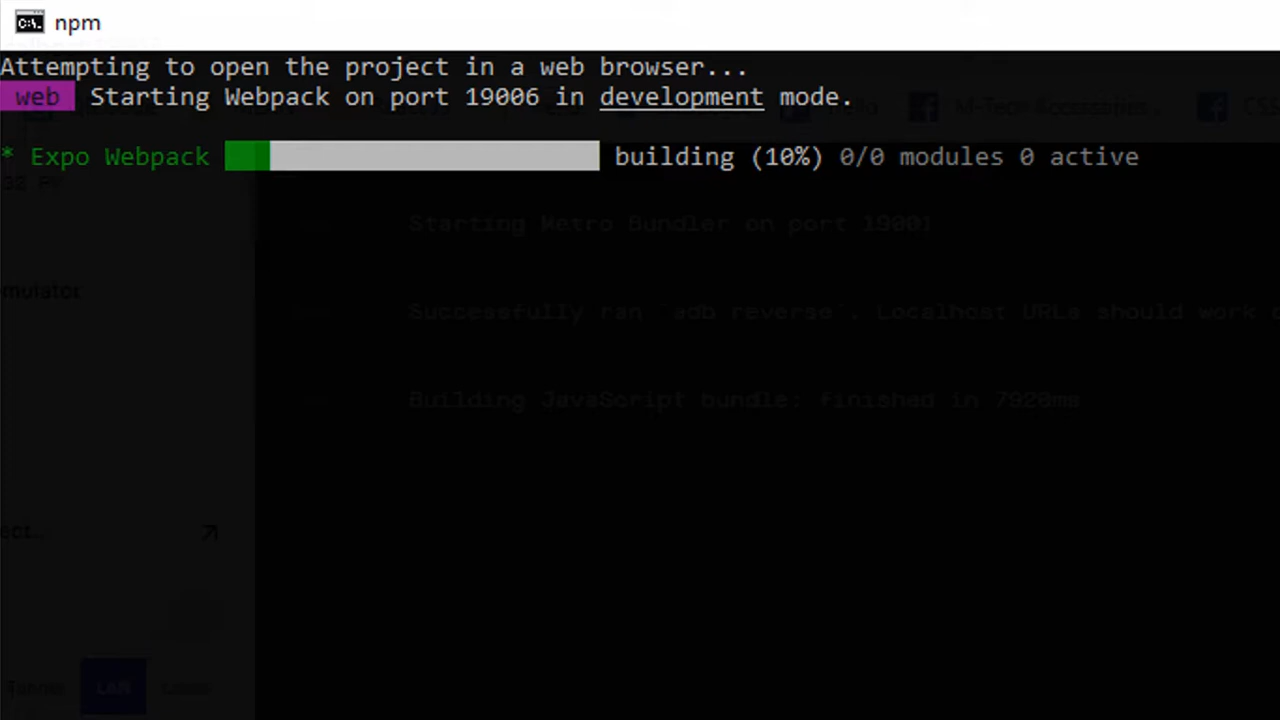 npm
Attempting to open the project in a web browser...
web Starting Webpack on port 19006 in development mode.
* Expo Webpack building (10%) 0/0 modules 0 active
Starting Metro Bundler on port 19001
Successfully ran `adb reverse`. Localhost URLs should work
Building JavaScript bundle: finished in 7920ms